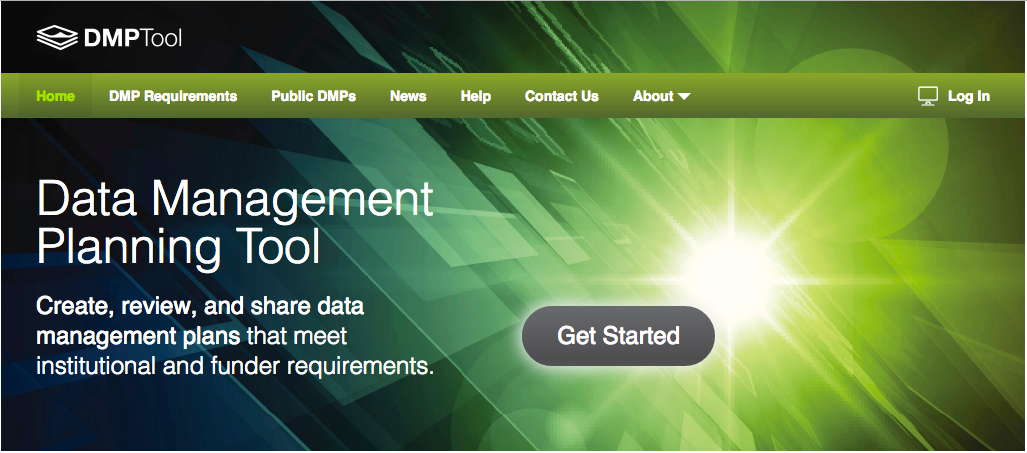 DMPTool
Home DMP Requirements Public DMPs News Help Contact Us About Log In
Data Management
Planning Tool
Create, review, and share data
management plans that meet
institutional and funder requirements.
Get Started